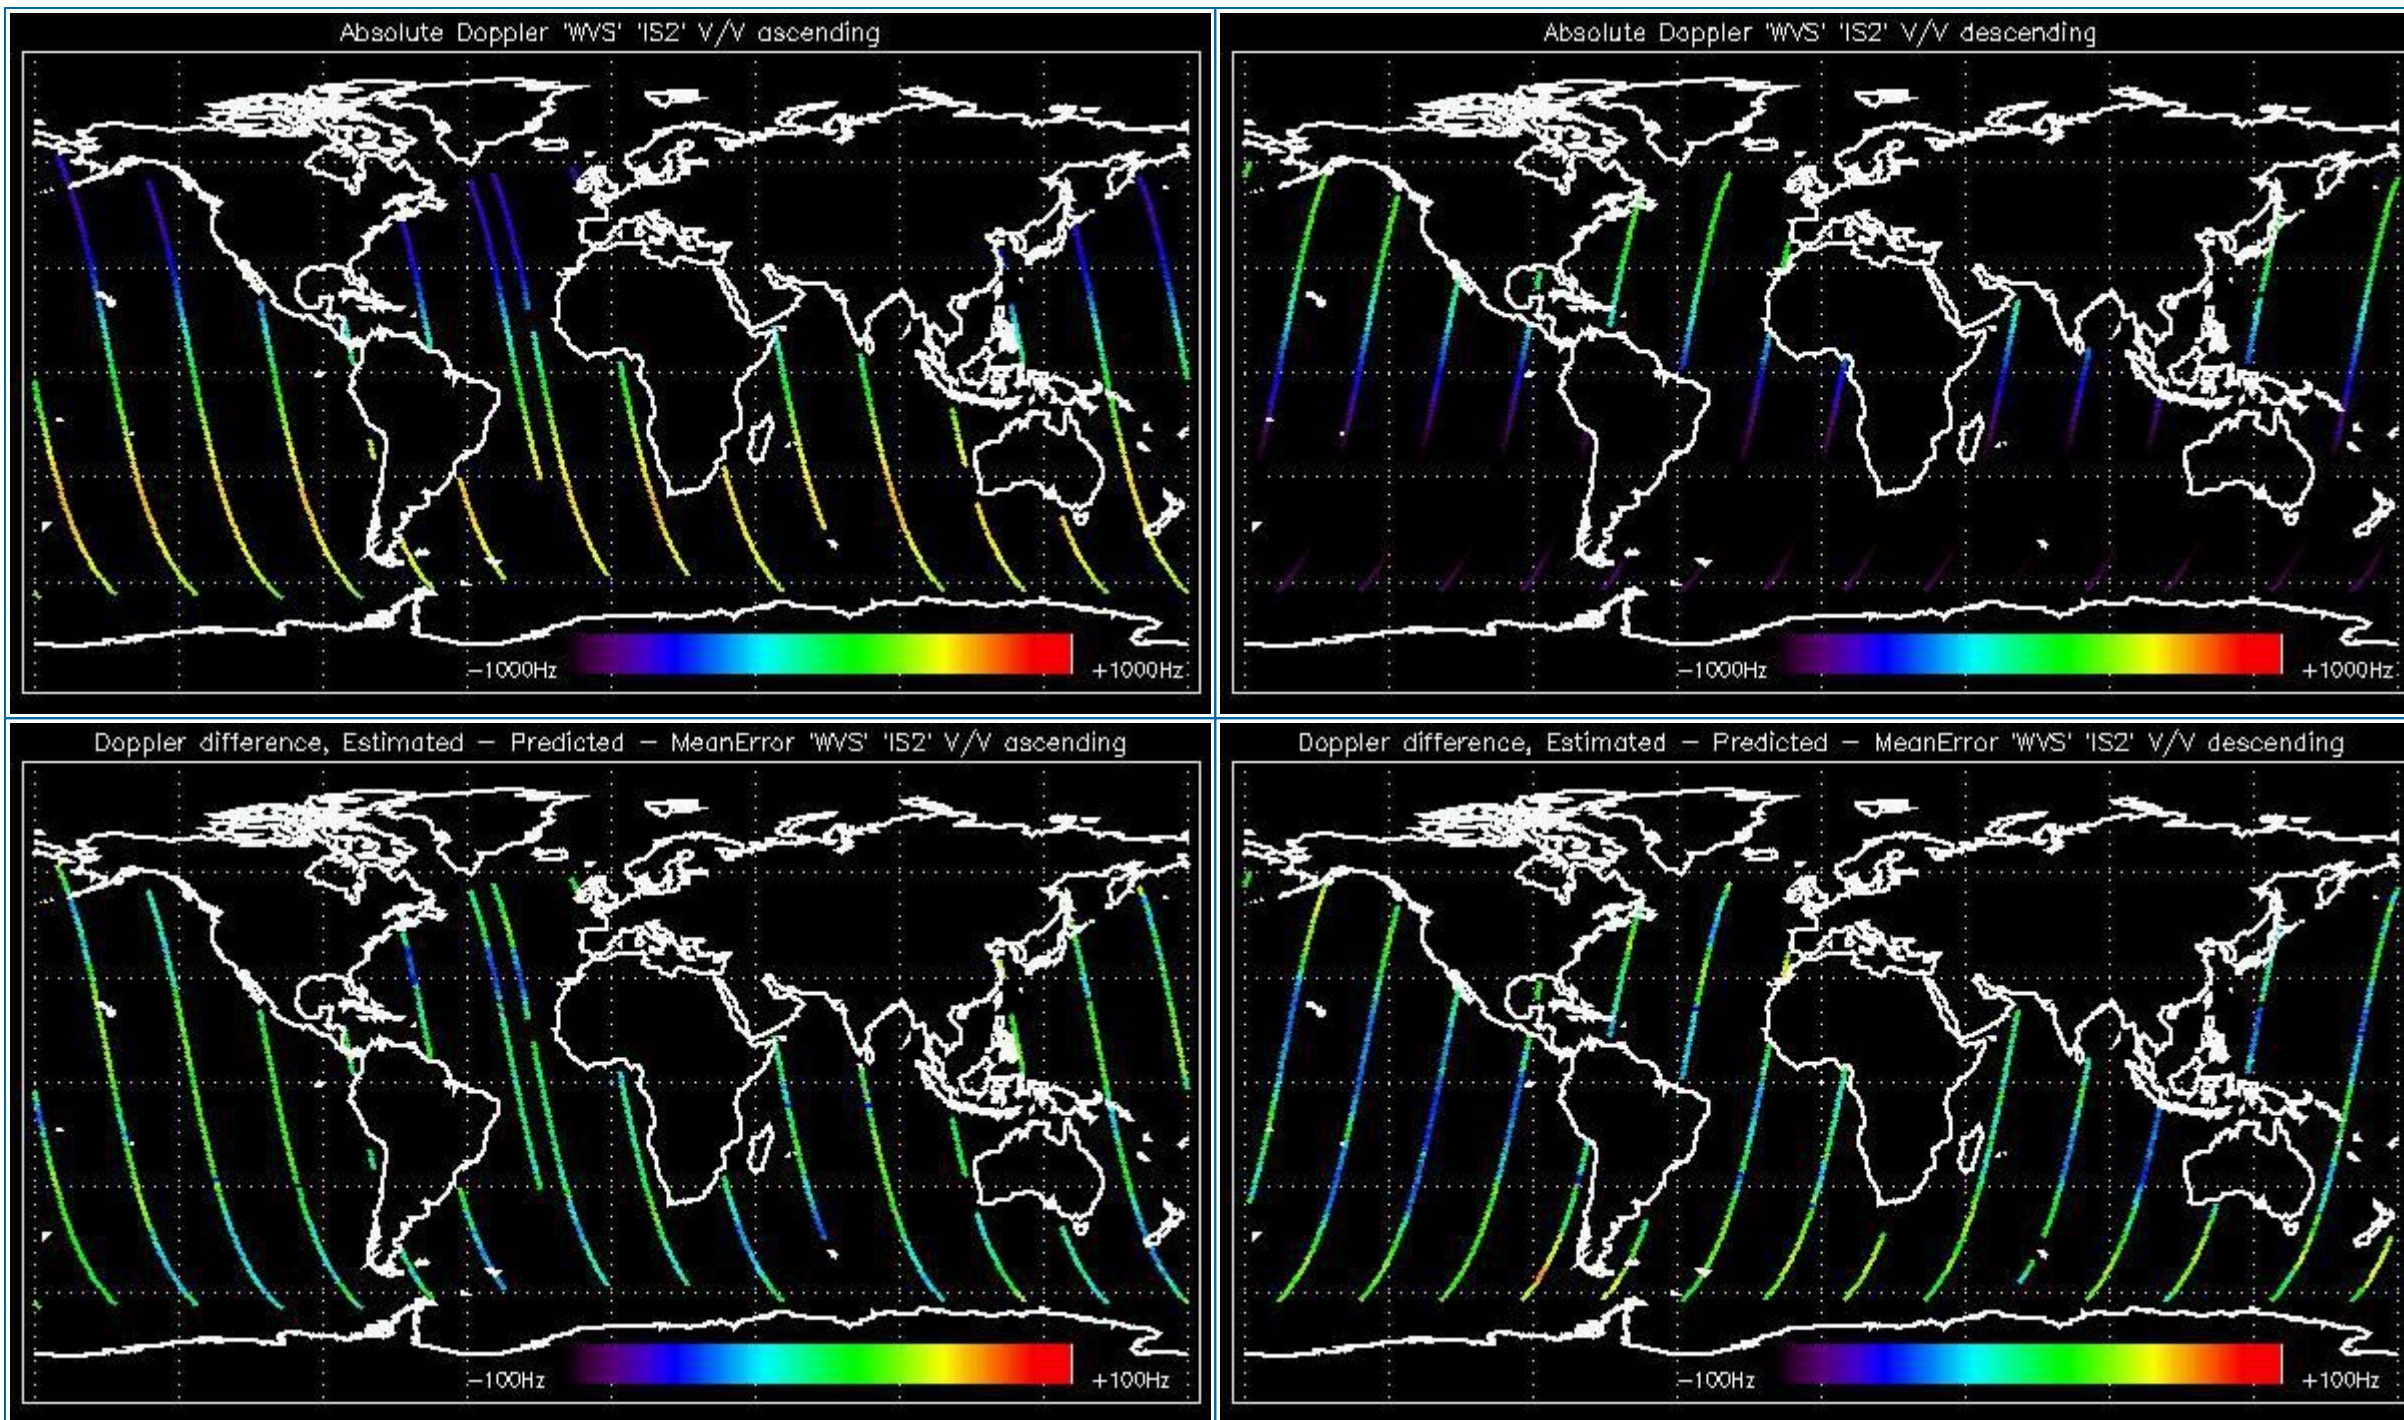 Absolute Doppler 'WVS' 'IS2' V/V ascending
-1000Hz
+1000Hz
Absolute Doppler 'WVS' 'IS2' V/V descending
-1000Hz
+1000Hz
Doppler difference, Estimated - Predicted - MeanError 'WVS' 'IS2' V/V ascending
-100Hz
+100Hz
Doppler difference, Estimated - Predicted - MeanError 'WVS' 'IS2' V/V descending
-100Hz
+100Hz